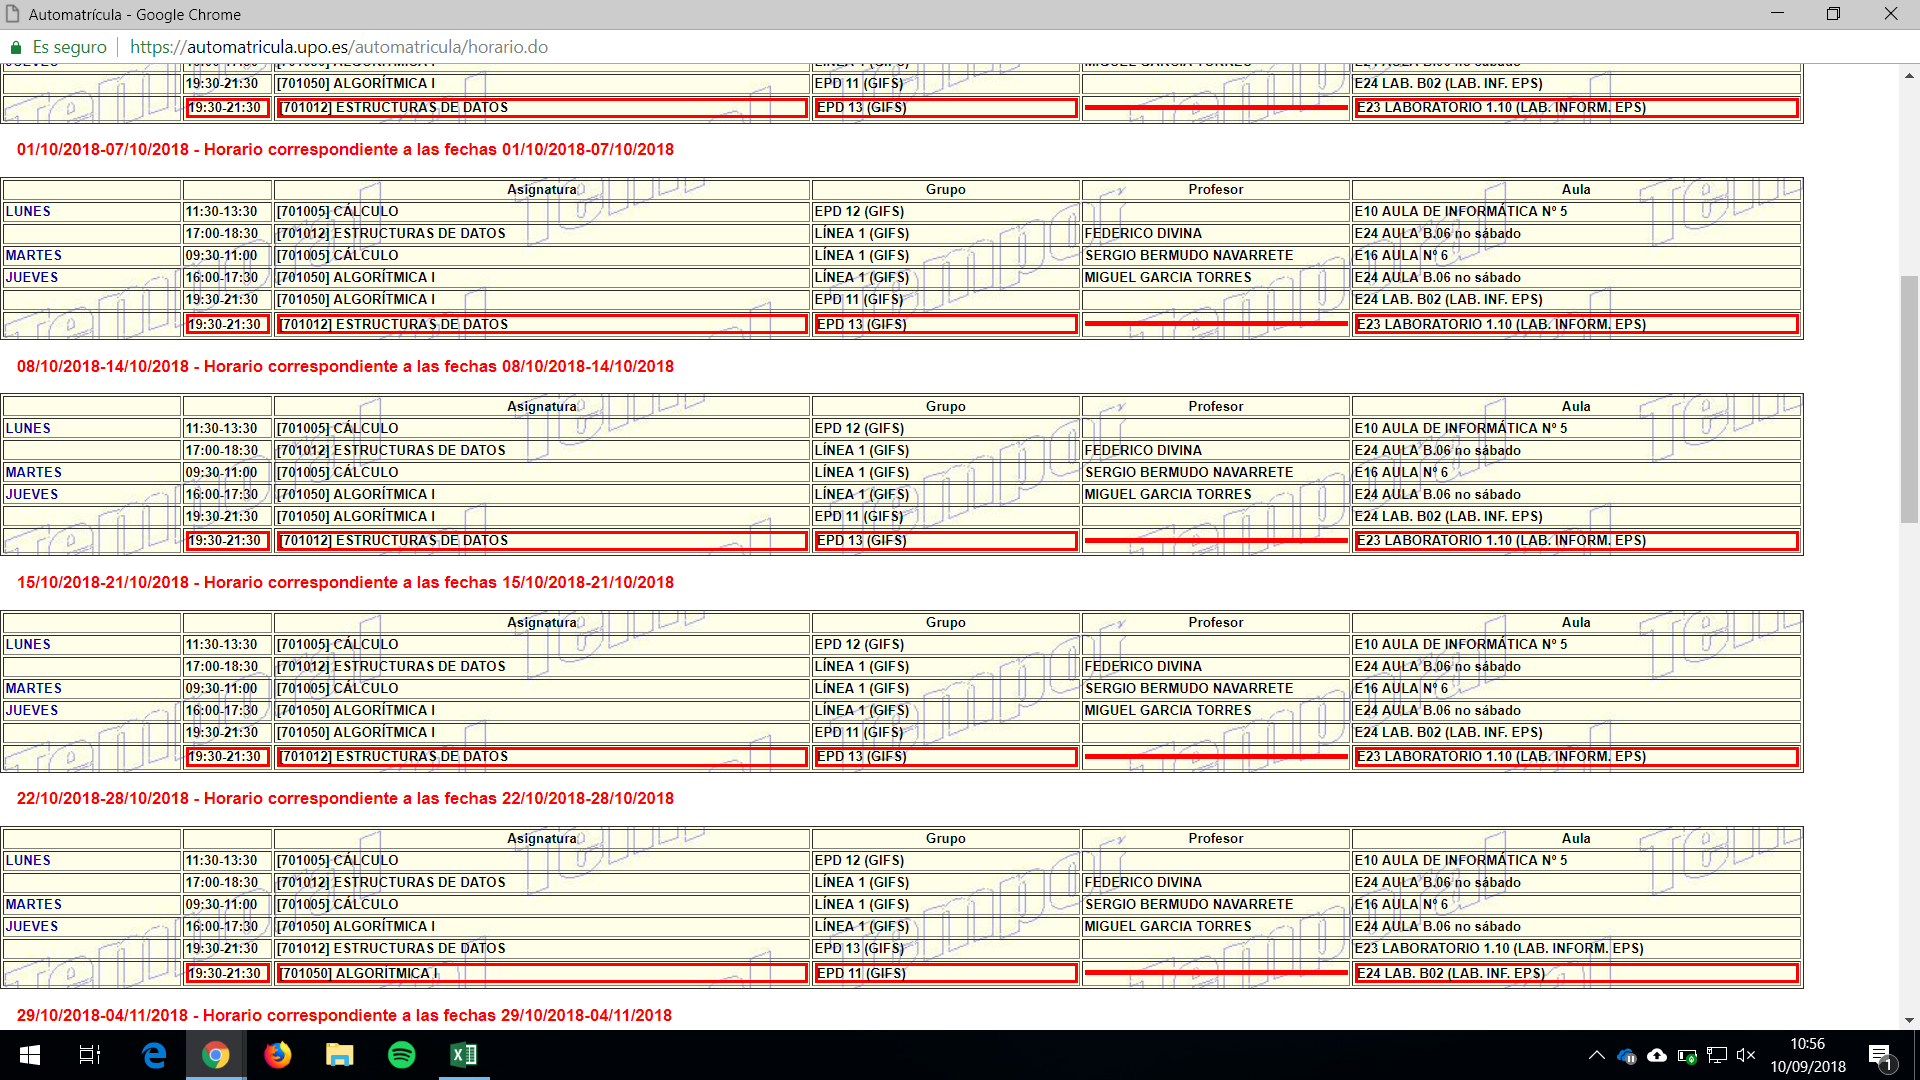 Automatrícula - Google Chrome
Es seguro https://automatricula.upo.es/automatricula/horario.do
19:30-21:30 [701050] ALGORÍTMICA I EPD 11 (GIFS) E24 LAB. B02 (LAB. INF. EPS)
19:30-21:30 [701012] ESTRUCTURAS DE DATOS EPD 13 (GIFS) E23 LABORATORIO 1.10 (LAB. INFORM. EPS)
01/10/2018-07/10/2018 - Horario correspondiente a las fechas 01/10/2018-07/10/2018
Asignatura Grupo Profesor Aula
LUNES 11:30-13:30 [701005] CÁLCULO EPD 12 (GIFS) E10 AULA DE INFORMÁTICA Nº 5
17:00-18:30 [701012] ESTRUCTURAS DE DATOS LÍNEA 1 (GIFS) FEDERICO DIVINA E24 AULA B.06 no sábado
MARTES 09:30-11:00 [701005] CÁLCULO LÍNEA 1 (GIFS) SERGIO BERMUDO NAVARRETE E16 AULA Nº 6
JUEVES 16:00-17:30 [701050] ALGORÍTMICA I LÍNEA 1 (GIFS) MIGUEL GARCIA TORRES E24 AULA B.06 no sábado
19:30-21:30 [701050] ALGORÍTMICA I EPD 11 (GIFS) E24 LAB. B02 (LAB. INF. EPS)
19:30-21:30 [701012] ESTRUCTURAS DE DATOS EPD 13 (GIFS) E23 LABORATORIO 1.10 (LAB. INFORM. EPS)
08/10/2018-14/10/2018 - Horario correspondiente a las fechas 08/10/2018-14/10/2018
Asignatura Grupo Profesor Aula
LUNES 11:30-13:30 [701005] CÁLCULO EPD 12 (GIFS) E10 AULA DE INFORMÁTICA Nº 5
17:00-18:30 [701012] ESTRUCTURAS DE DATOS LÍNEA 1 (GIFS) FEDERICO DIVINA E24 AULA B.06 no sábado
MARTES 09:30-11:00 [701005] CÁLCULO LÍNEA 1 (GIFS) SERGIO BERMUDO NAVARRETE E16 AULA Nº 6
JUEVES 16:00-17:30 [701050] ALGORÍTMICA I LÍNEA 1 (GIFS) MIGUEL GARCIA TORRES E24 AULA B.06 no sábado
19:30-21:30 [701050] ALGORÍTMICA I EPD 11 (GIFS) E24 LAB. B02 (LAB. INF. EPS)
19:30-21:30 [701012] ESTRUCTURAS DE DATOS EPD 13 (GIFS) E23 LABORATORIO 1.10 (LAB. INFORM. EPS)
15/10/2018-21/10/2018 - Horario correspondiente a las fechas 15/10/2018-21/10/2018
Asignatura Grupo Profesor Aula
LUNES 11:30-13:30 [701005] CÁLCULO EPD 12 (GIFS) E10 AULA DE INFORMÁTICA Nº 5
17:00-18:30 [701012] ESTRUCTURAS DE DATOS LÍNEA 1 (GIFS) FEDERICO DIVINA E24 AULA B.06 no sábado
MARTES 09:30-11:00 [701005] CÁLCULO LÍNEA 1 (GIFS) SERGIO BERMUDO NAVARRETE E16 AULA Nº 6
JUEVES 16:00-17:30 [701050] ALGORÍTMICA I LÍNEA 1 (GIFS) MIGUEL GARCIA TORRES E24 AULA B.06 no sábado
19:30-21:30 [701050] ALGORÍTMICA I EPD 11 (GIFS) E24 LAB. B02 (LAB. INF. EPS)
19:30-21:30 [701012] ESTRUCTURAS DE DATOS EPD 13 (GIFS) E23 LABORATORIO 1.10 (LAB. INFORM. EPS)
22/10/2018-28/10/2018 - Horario correspondiente a las fechas 22/10/2018-28/10/2018
Asignatura Grupo Profesor Aula
LUNES 11:30-13:30 [701005] CÁLCULO EPD 12 (GIFS) E10 AULA DE INFORMÁTICA Nº 5
17:00-18:30 [701012] ESTRUCTURAS DE DATOS LÍNEA 1 (GIFS) FEDERICO DIVINA E24 AULA B.06 no sábado
MARTES 09:30-11:00 [701005] CÁLCULO LÍNEA 1 (GIFS) SERGIO BERMUDO NAVARRETE E16 AULA Nº 6
JUEVES 16:00-17:30 [701050] ALGORÍTMICA I LÍNEA 1 (GIFS) MIGUEL GARCIA TORRES E24 AULA B.06 no sábado
19:30-21:30 [701012] ESTRUCTURAS DE DATOS EPD 13 (GIFS) E23 LABORATORIO 1.10 (LAB. INFORM. EPS)
19:30-21:30 [701050] ALGORÍTMICA I EPD 11 (GIFS) E24 LAB. B02 (LAB. INF. EPS)
29/10/2018-04/11/2018 - Horario correspondiente a las fechas 29/10/2018-04/11/2018
10:56
10/09/2018
1